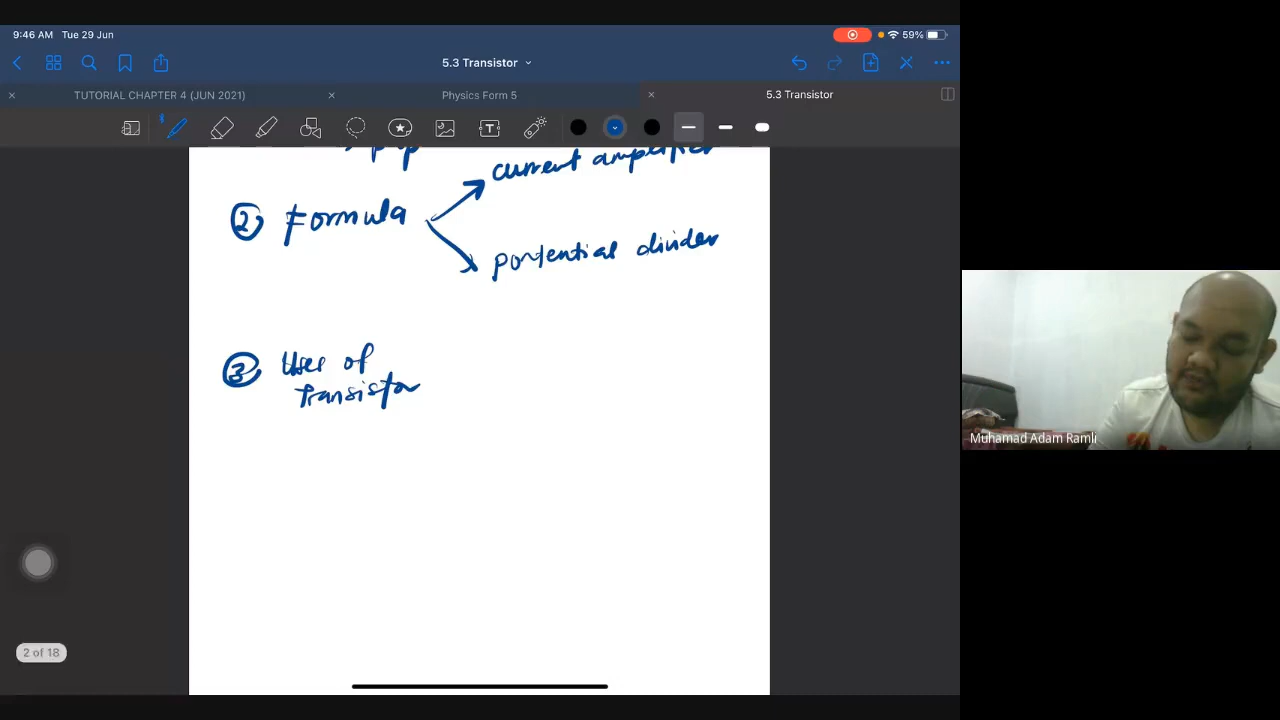 9:46 AM Tue 29 Jun
59%
5.3 Transistor
TUTORIAL CHAPTER 4 (JUN 2021)
Physics Form 5
5.3 Transistor
current amplifier
② Formula
portential divider
③ Uses of
transistor
2 of 18
Muhamad Adam Ramli